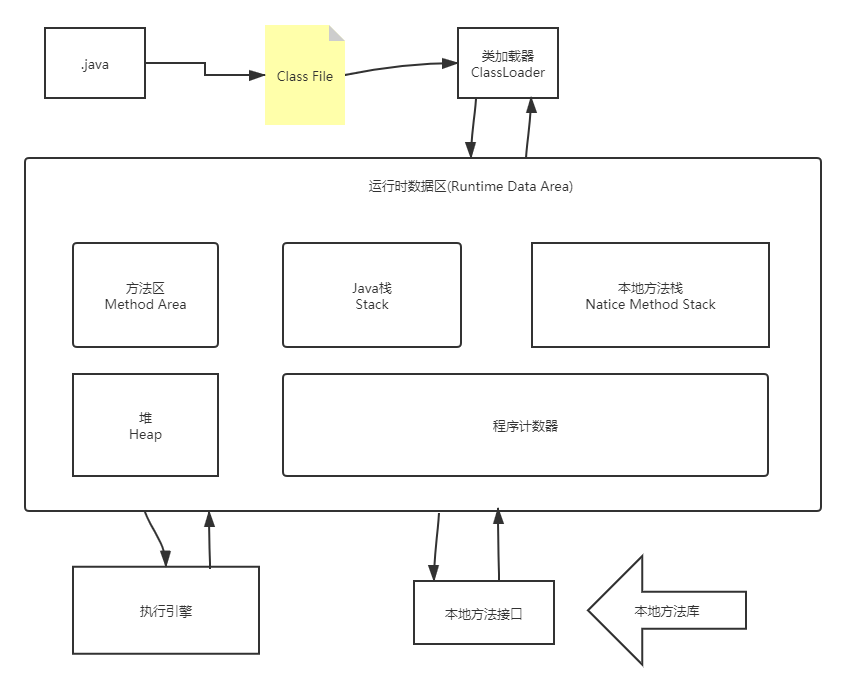 .java
Class File
类加载器
ClassLoader
运行时数据区(Runtime Data Area)
方法区
Method Area
Java栈
Stack
本地方法栈
Natice Method Stack
堆
Heap
程序计数器
执行引擎
本地方法接口
本地方法库